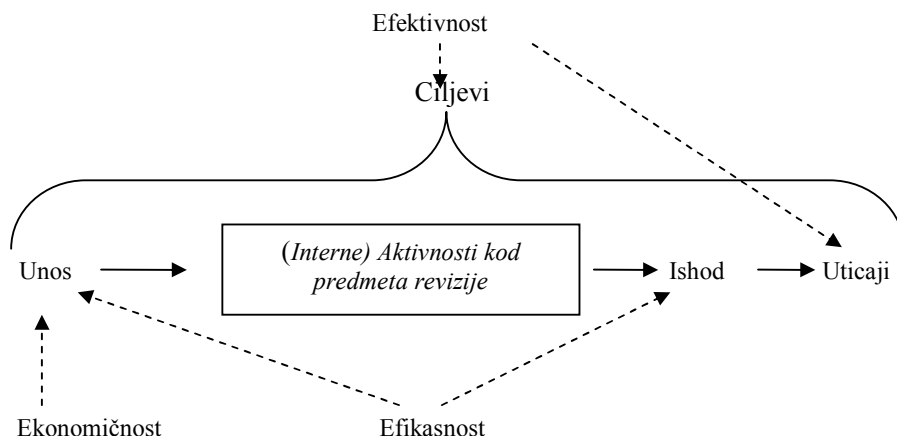 Efektivnost
Ciljevi
(Interne) Aktivnosti kod
predmeta revizije
Unos
Ishod
Uticaji
Ekonomičnost
Efikasnost